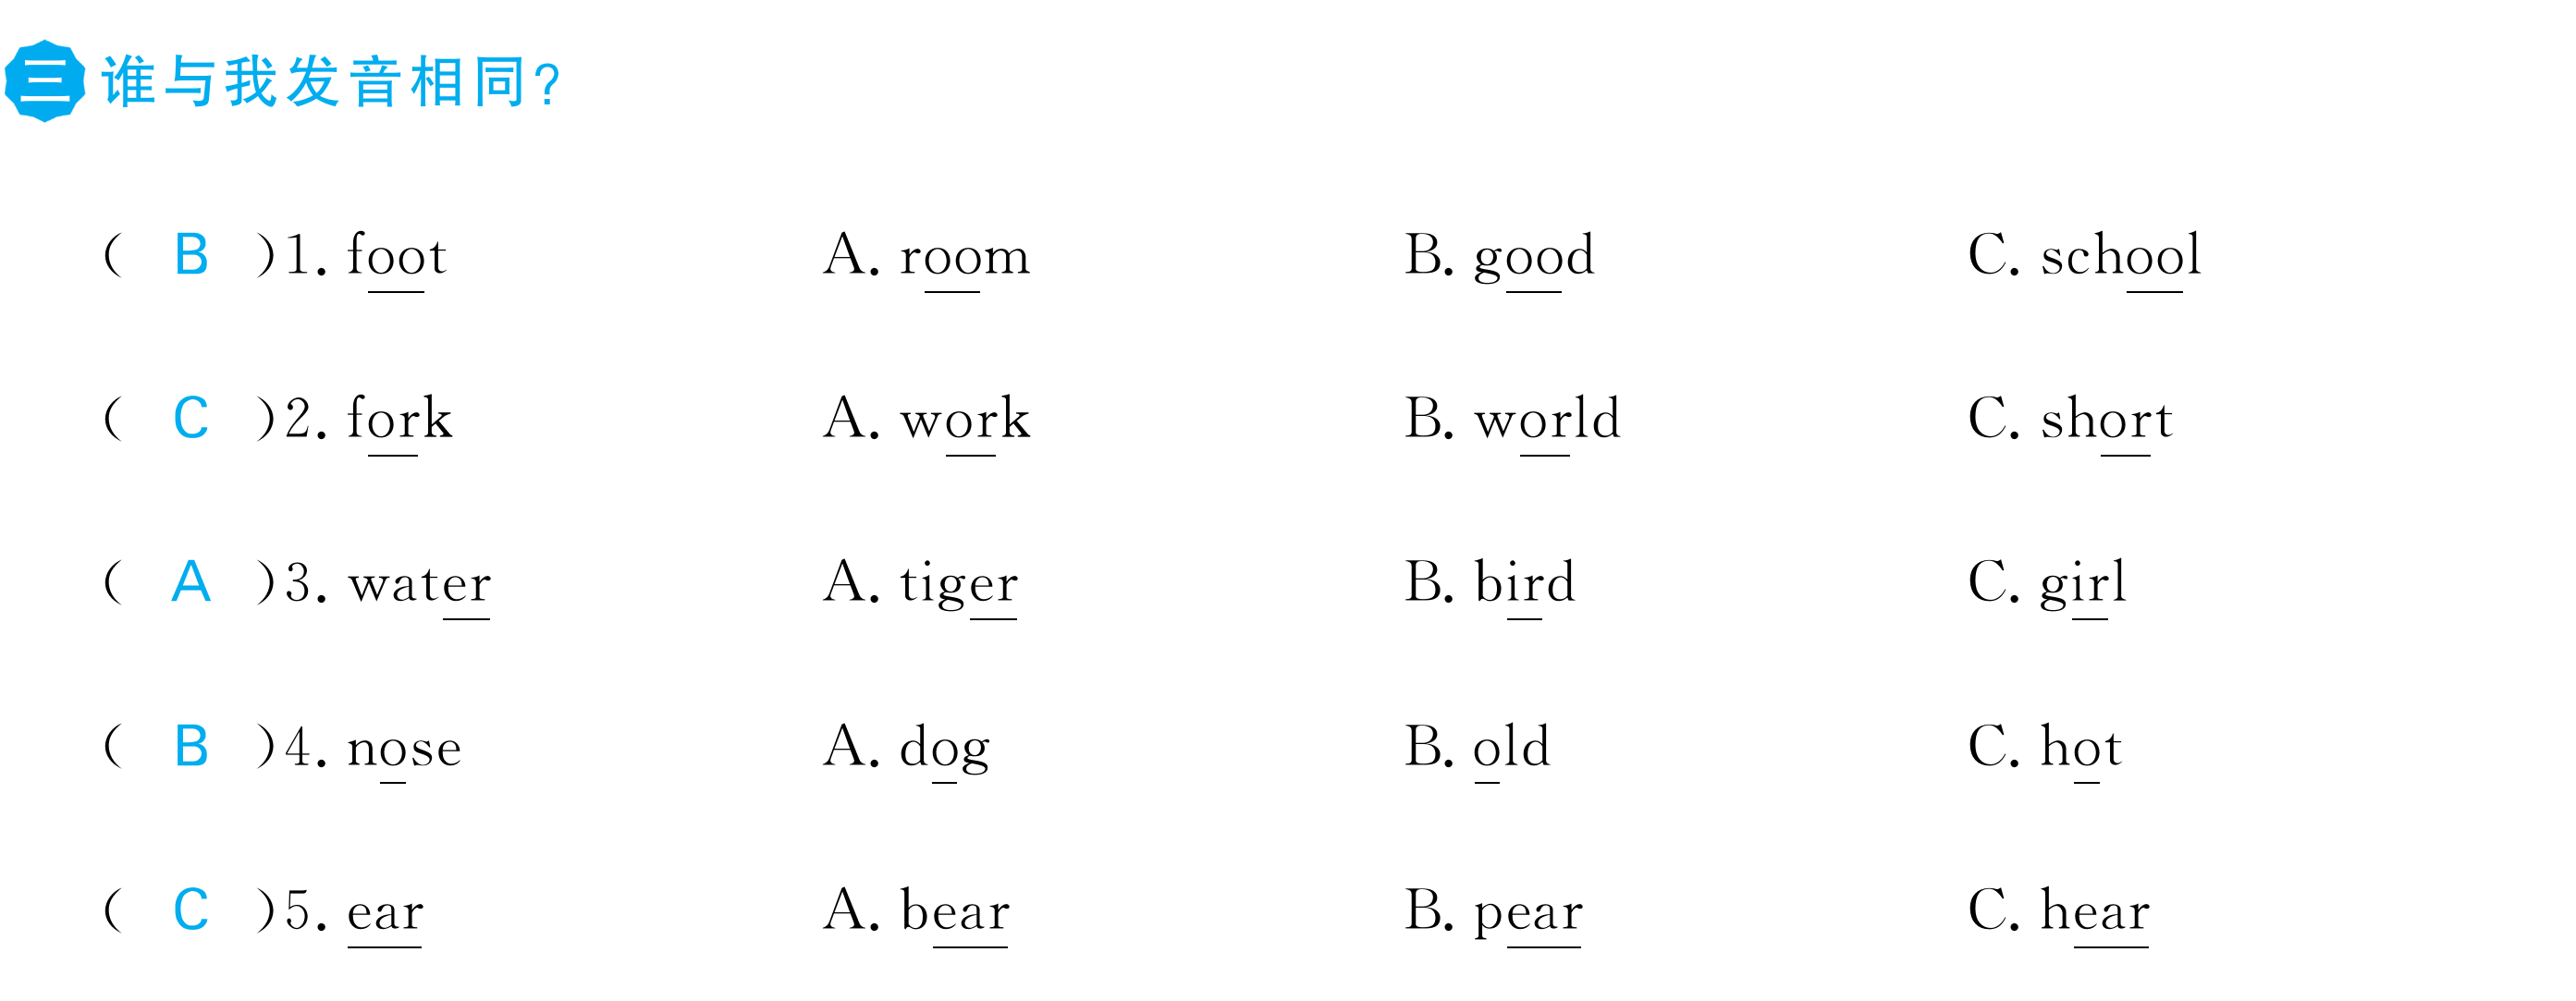 三 谁与我发音相同?
( B )1. foot A. room B. good C. school
( C )2. fork A. work B. world C. short
( A )3. water A. tiger B. bird C. girl
( B )4. nose A. dog B. old C. hot
( C )5. ear A. bear B. pear C. hear